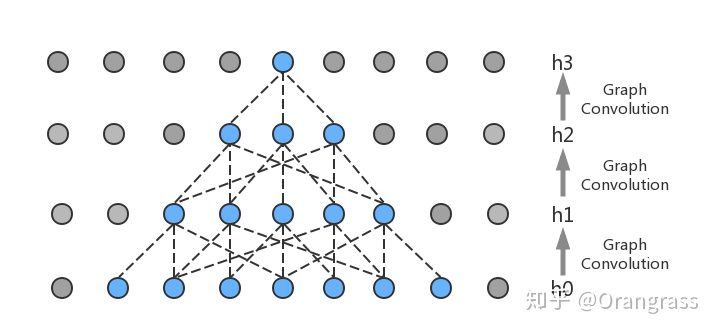 h3
Graph
Convolution
h2
Graph
Convolution
h1
Graph
Convolution
h0
知乎 @Orangrass